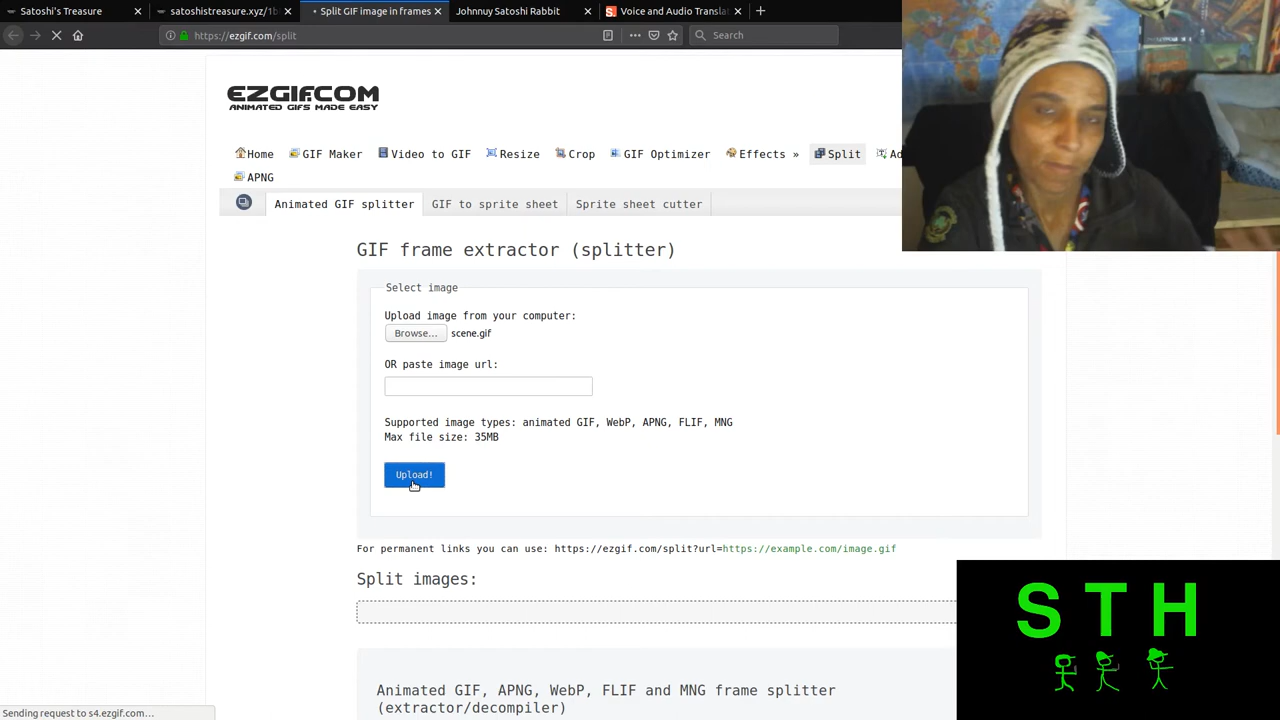 Satoshi's Treasure
satoshistreasure.xyz/1b
Split GIF image in frames
Johnnuy Satoshi Rabbit
Voice and Audio Translat
https://ezgif.com/split
Search
EZGIF.COM
ANIMATED GIFS MADE EASY
Home
GIF Maker
Video to GIF
Resize
Crop
GIF Optimizer
Effects »
Split
Ad
APNG
Animated GIF splitter
GIF to sprite sheet
Sprite sheet cutter
GIF frame extractor (splitter)
Select image
Upload image from your computer:
Browse... scene.gif
OR paste image url:
Supported image types: animated GIF, WebP, APNG, FLIF, MNG
Max file size: 35MB
Upload!
For permanent links you can use: https://ezgif.com/split?url=https://example.com/image.gif
Split images:
STH
Animated GIF, APNG, WebP, FLIF and MNG frame splitter
(extractor/decompiler)
Sending request to s4.ezgif.com...